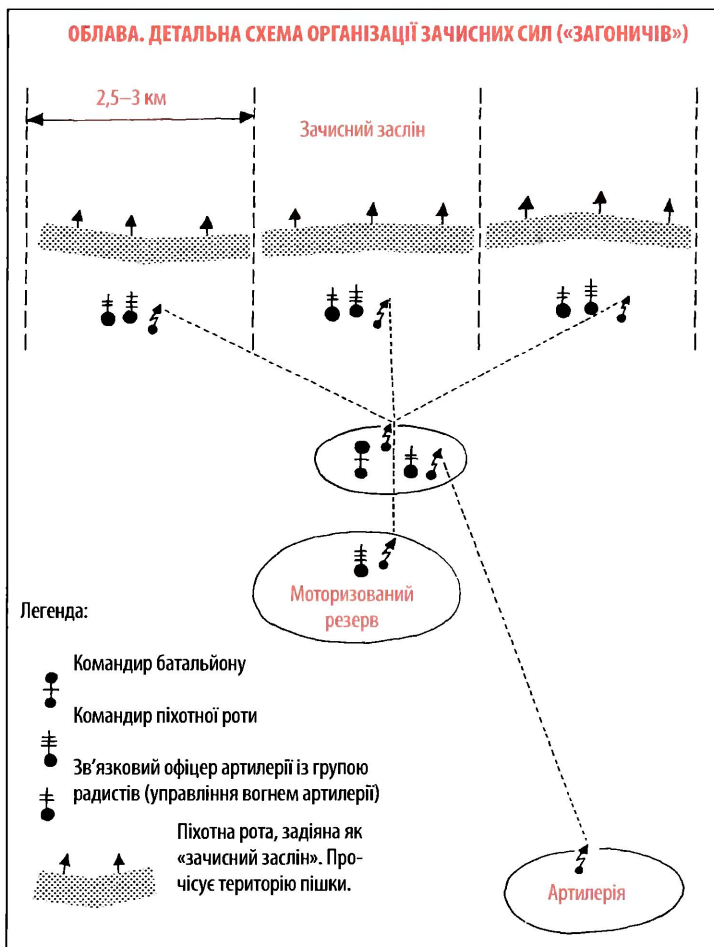 ОБЛАВА. ДЕТАЛЬНА СХЕМА ОРГАНІЗАЦІЇ ЗАЧИСНИХ СИЛ («ЗАГОНИЧІВ»)
2,5–3 км
Зачисний заслін
Моторизований
резерв
Легенда:
Командир батальйону
Командир піхотної роти
Зв’язковий офіцер артилерії із групою
радистів (управління вогнем артилерії)
Піхотна рота, задіяна як
«зачисний заслін». Про-
чісує територію пішки.
Артилерія